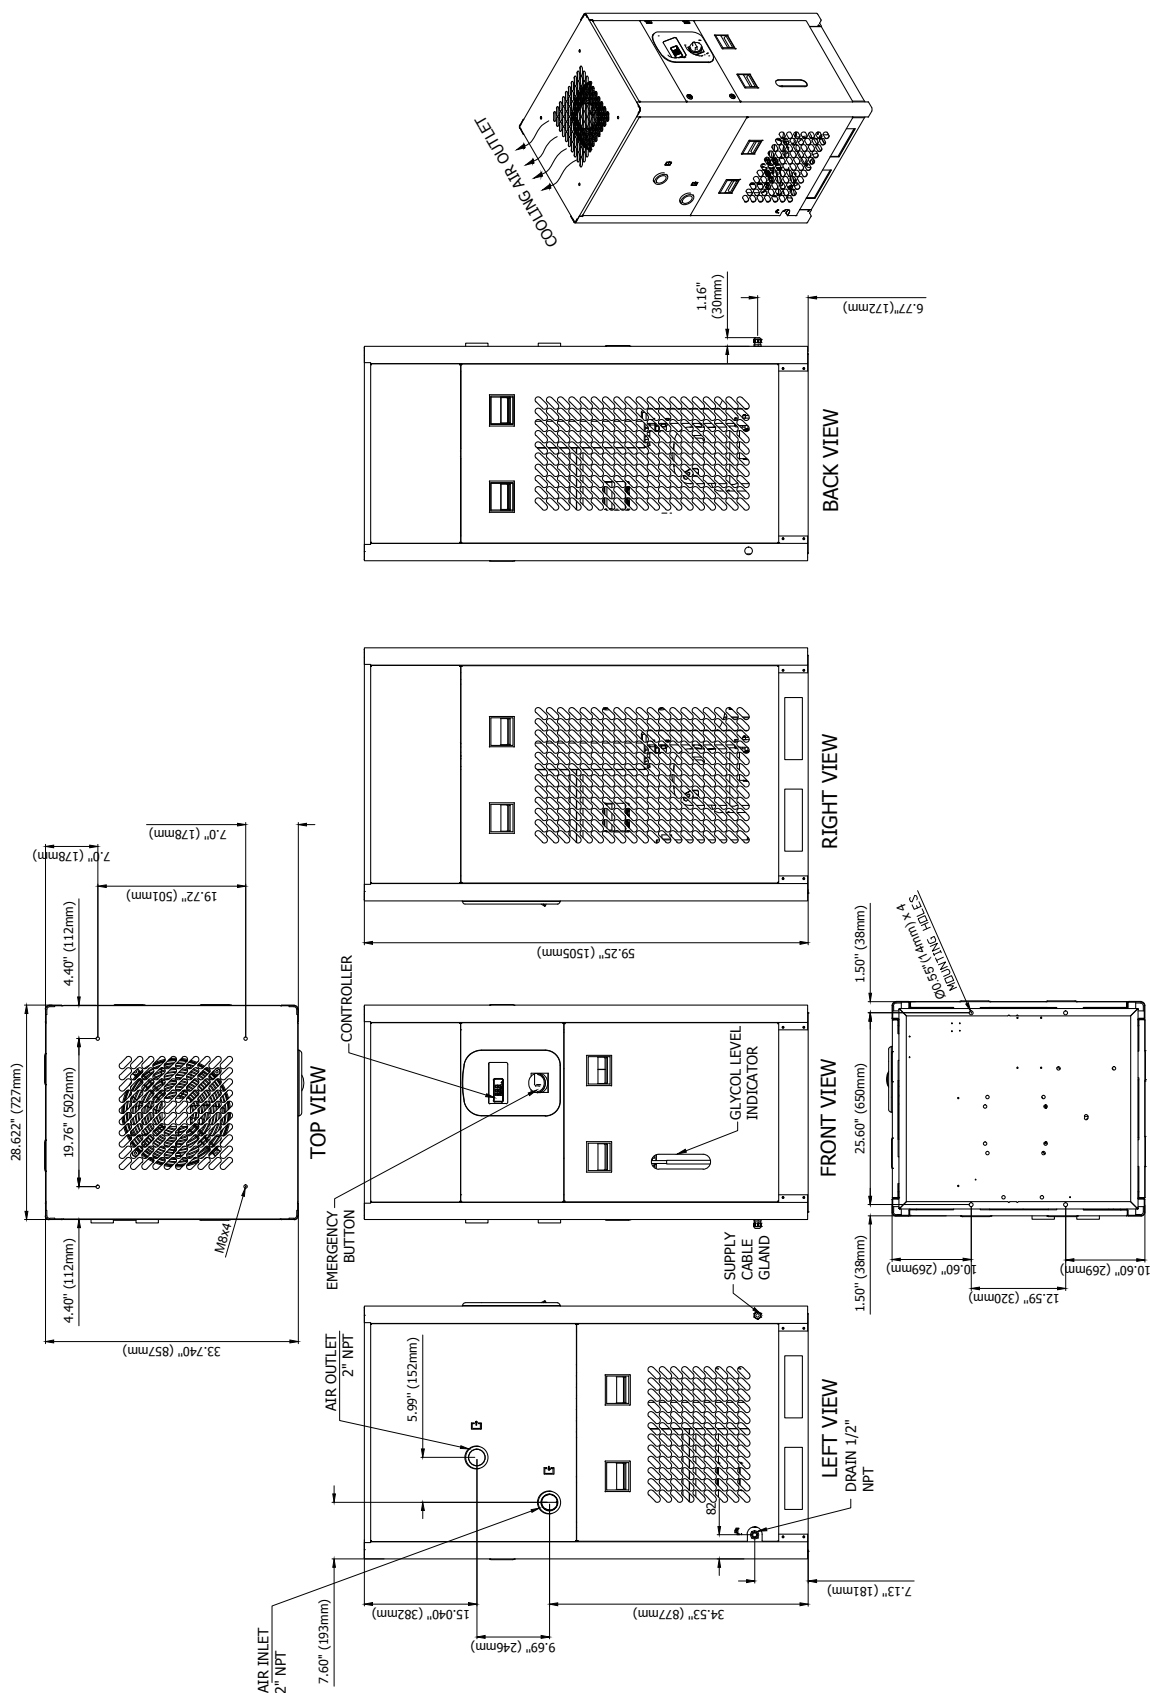 COOLING AIR OUTLET
1.16"
(30mm)
6.77"(172mm)
BACK VIEW
RIGHT VIEW
59.25" (1505mm)
7.0" (178mm)
7.0" (178mm)
19.72" (501mm)
4.40" (112mm)
28.622" (727mm)
19.76" (502mm)
4.40" (112mm)
M8x4
33.740" (857mm)
TOP VIEW
CONTROLLER
EMERGENCY
BUTTON
GLYCOL LEVEL
INDICATOR
FRONT VIEW
SUPPLY
CABLE
GLAND
Ø0.55"(14mm) x 4
MOUNTING HOLES
1.50" (38mm)
25.60" (650mm)
1.50" (38mm)
10.60" (269mm)
12.59" (320mm)
10.60" (269mm)
AIR OUTLET
2" NPT
5.99" (152mm)
AIR INLET
2" NPT
7.60" (193mm)
15.040" (382mm)
9.69" (246mm)
34.53" (877mm)
7.13" (181mm)
82
LEFT VIEW
DRAIN 1/2"
NPT